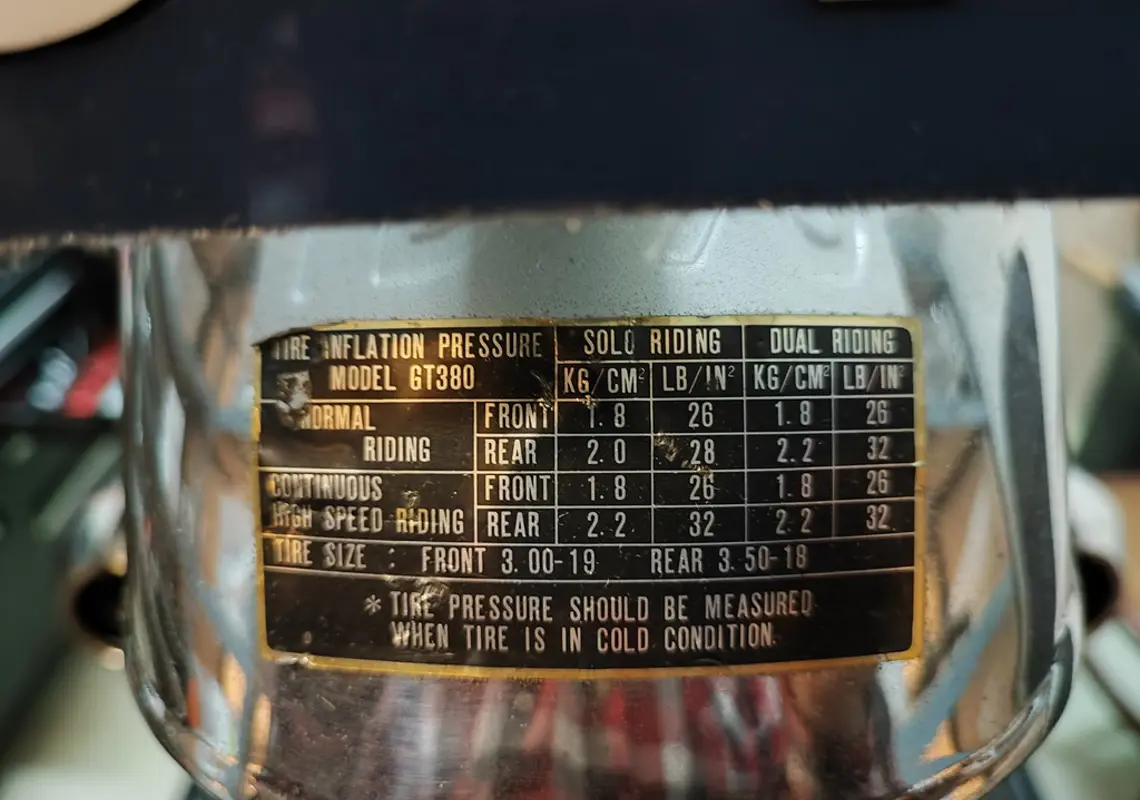 TIRE INFLATION PRESSURE SOLO RIDING DUAL RIDING
MODEL GT380 KG/CM² LB/IN² KG/CM² LB/IN²
NORMAL FRONT 1.8 26 1.8 26
RIDING REAR 2.0 28 2.2 32
CONTINUOUS FRONT 1.8 26 1.8 26
HIGH SPEED RIDING REAR 2.2 32 2.2 32
TIRE SIZE : FRONT 3.00-19 REAR 3.50-18
* TIRE PRESSURE SHOULD BE MEASURED
WHEN TIRE IS IN COLD CONDITION.